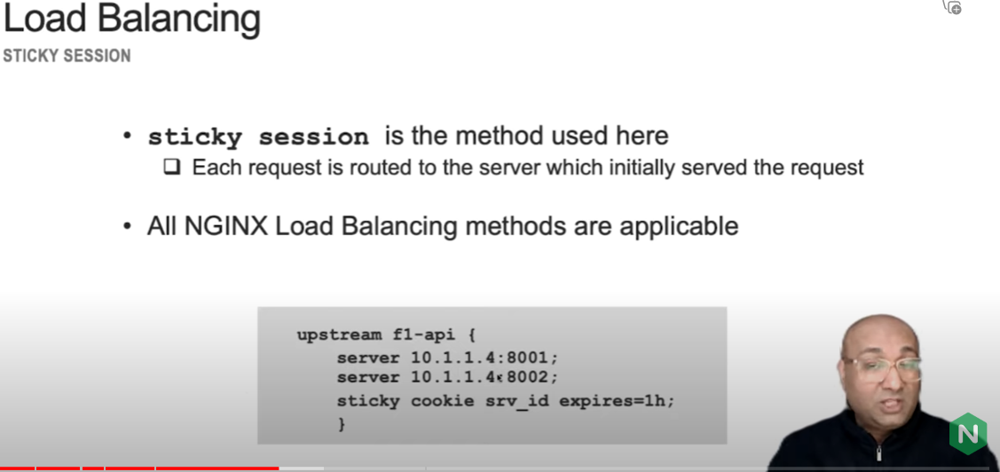 Load Balancing
STICKY SESSION
• sticky session is the method used here
❑ Each request is routed to the server which initially served the request
• All NGINX Load Balancing methods are applicable
upstream f1-api {
server 10.1.1.4:8001;
server 10.1.1.4:8002;
sticky cookie srv_id expires=1h;
}
N